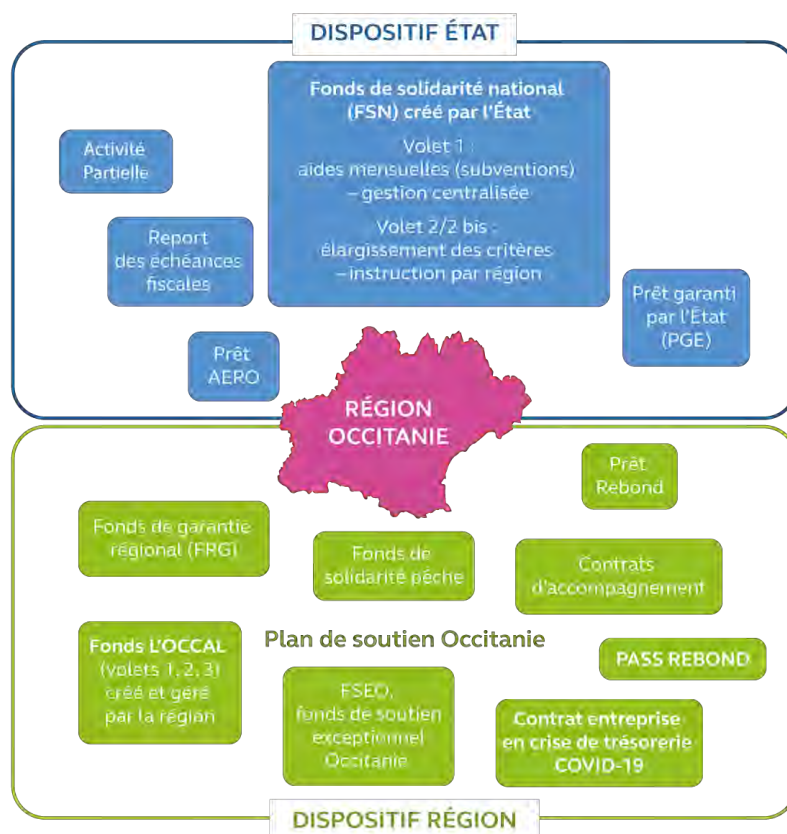 DISPOSITIF ÉTAT
Fonds de solidarité national
(FSN) créé par l'État
Volet 1 :
aides mensuelles (subventions)
– gestion centralisée
Volet 2/2 bis :
élargissement des critères
– instruction par région
Activité
Partielle
Report
des échéances
fiscales
Prêt garanti
par l'État
(PGE)
Prêt
AERO
RÉGION
OCCITANIE
Prêt
Rebond
Fonds de garantie
régional (FRG)
Fonds de
solidarité pêche
Contrats
d'accompagnement
Fonds L'OCCAL
(volets 1, 2, 3)
créé et géré
par la région
Plan de soutien Occitanie
PASS REBOND
FSEO,
fonds de soutien
exceptionnel
Occitanie
Contrat entreprise
en crise de trésorerie
COVID-19
DISPOSITIF RÉGION